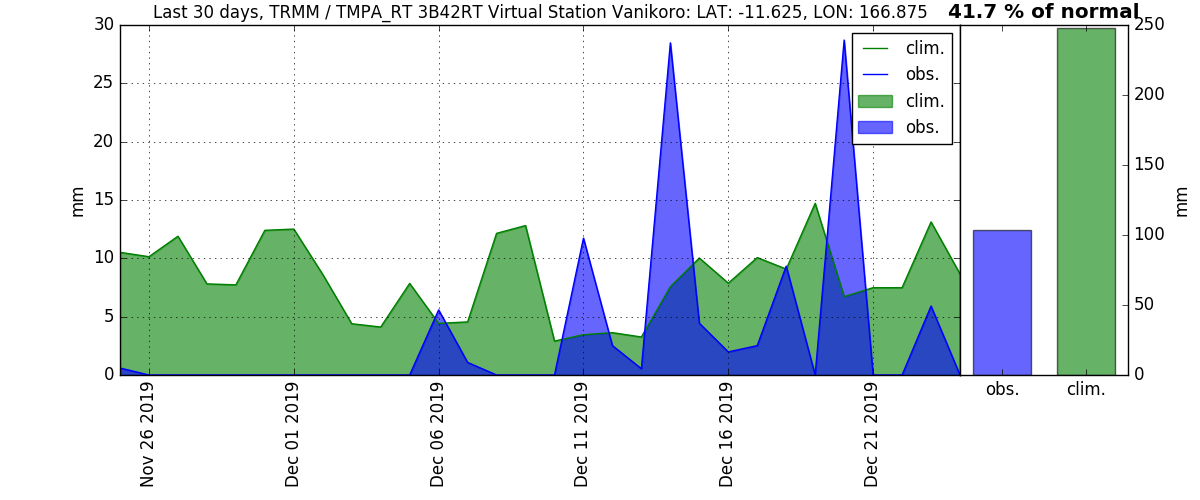 Last 30 days, TRMM / TMPA_RT 3B42RT Virtual Station Vanikoro: LAT: -11.625, LON: 166.875
41.7 % of normal
mm
30
25
20
15
10
5
0
Nov 26 2019
Dec 01 2019
Dec 06 2019
Dec 11 2019
Dec 16 2019
Dec 21 2019
clim.
obs.
clim.
obs.
obs.
clim.
250
200
150
100
50
0
mm